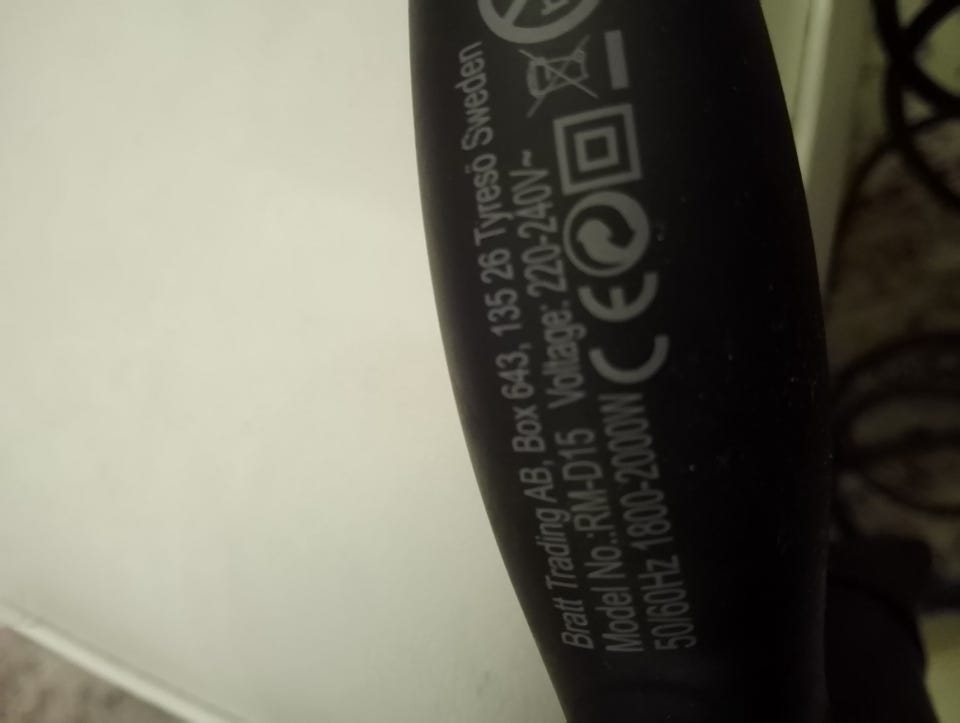 Bratt Trading AB, Box 643, 135 26 Tyresö Sweden
Model No.:RM-D15 Voltage: 220-240V~
50/60Hz 1800-2000W CE